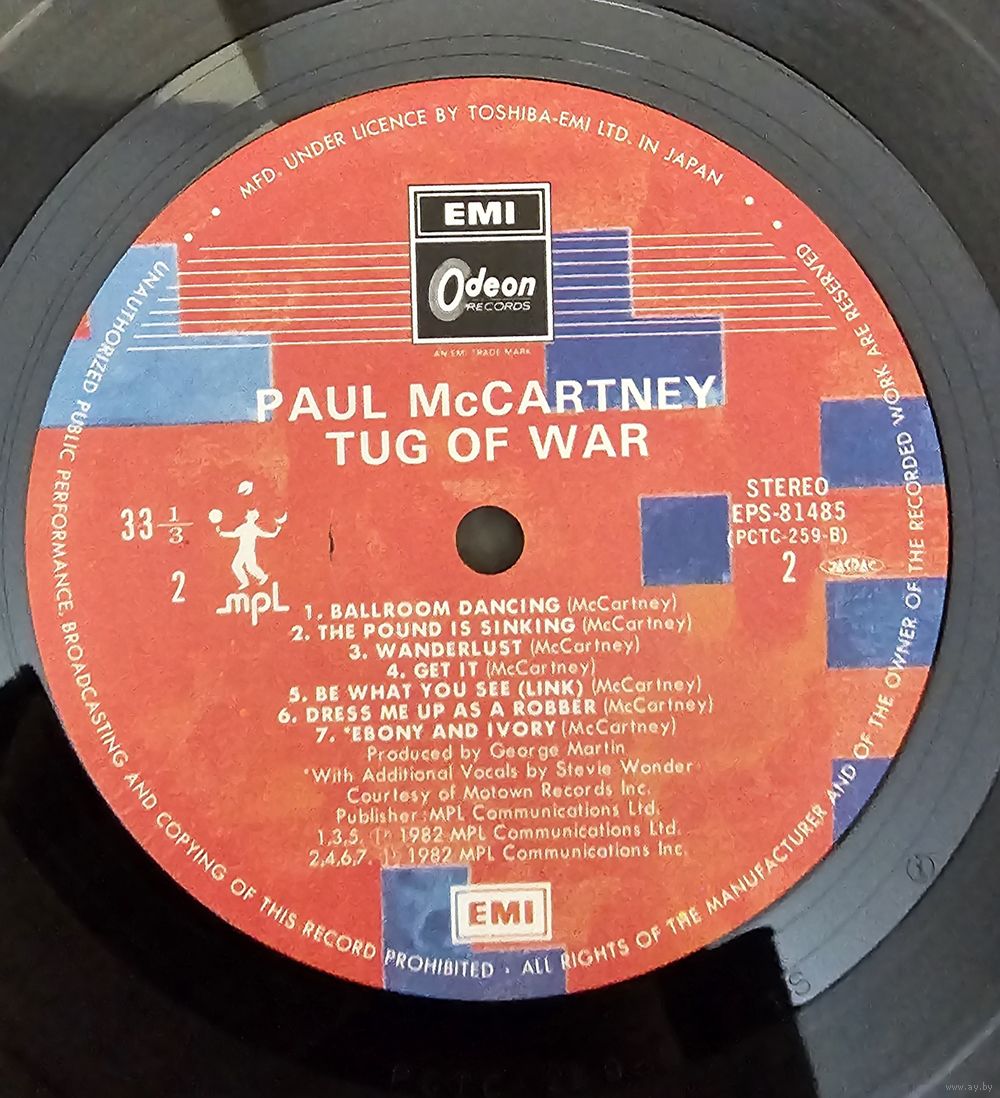 MFD. UNDER LICENCE BY TOSHIBA-EMI LTD. IN JAPAN
EMI
Odeon
RECORDS
AN EMI TRADE MARK
PAUL McCARTNEY
TUG OF WAR
33 1/3
2
mpL
STEREO
EPS-81485
(PCTC-259-B)
2
JASRAC
1. BALLROOM DANCING (McCartney)
2. THE POUND IS SINKING (McCartney)
3. WANDERLUST (McCartney)
4. GET IT (McCartney)
5. BE WHAT YOU SEE (LINK) (McCartney)
6. DRESS ME UP AS A ROBBER (McCartney)
7. *EBONY AND IVORY (McCartney)
Produced by George Martin
*With Additional Vocals by Stevie Wonder
Courtesy of Motown Records Inc.
Publisher: MPL Communications Ltd.
1,3,5, ℗ 1982 MPL Communications Ltd.
2,4,6,7, ℗ 1982 MPL Communications Inc.
EMI
UNAUTHORIZED PUBLIC PERFORMANCE, BROADCASTING AND COPYING OF THIS RECORD PROHIBITED · ALL RIGHTS OF THE MANUFACTURER AND OF THE OWNER OF THE RECORDED WORK ARE RESERVED
www.ay.by